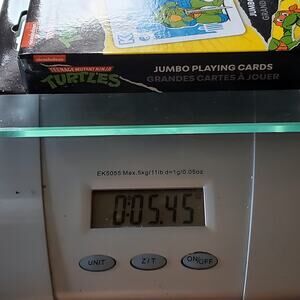 nickelodeon
TEENAGE MUTANT NINJA
TURTLES
JUMBO PLAYING CARDS
GRANDES CARTES À JOUER
EK5055 Max.5kg/11lb d=1g/0.05oz
0:05.45
UNIT
Z/T
ON/OFF